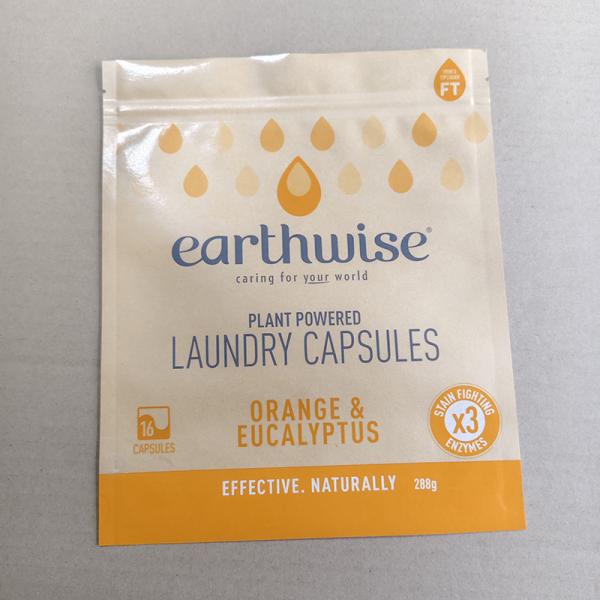 FT
earthwise®
caring for your world
PLANT POWERED
LAUNDRY CAPSULES
ORANGE &
EUCALYPTUS
16
CAPSULES
STAIN FIGHTING
x3
ENZYMES
EFFECTIVE. NATURALLY 288g